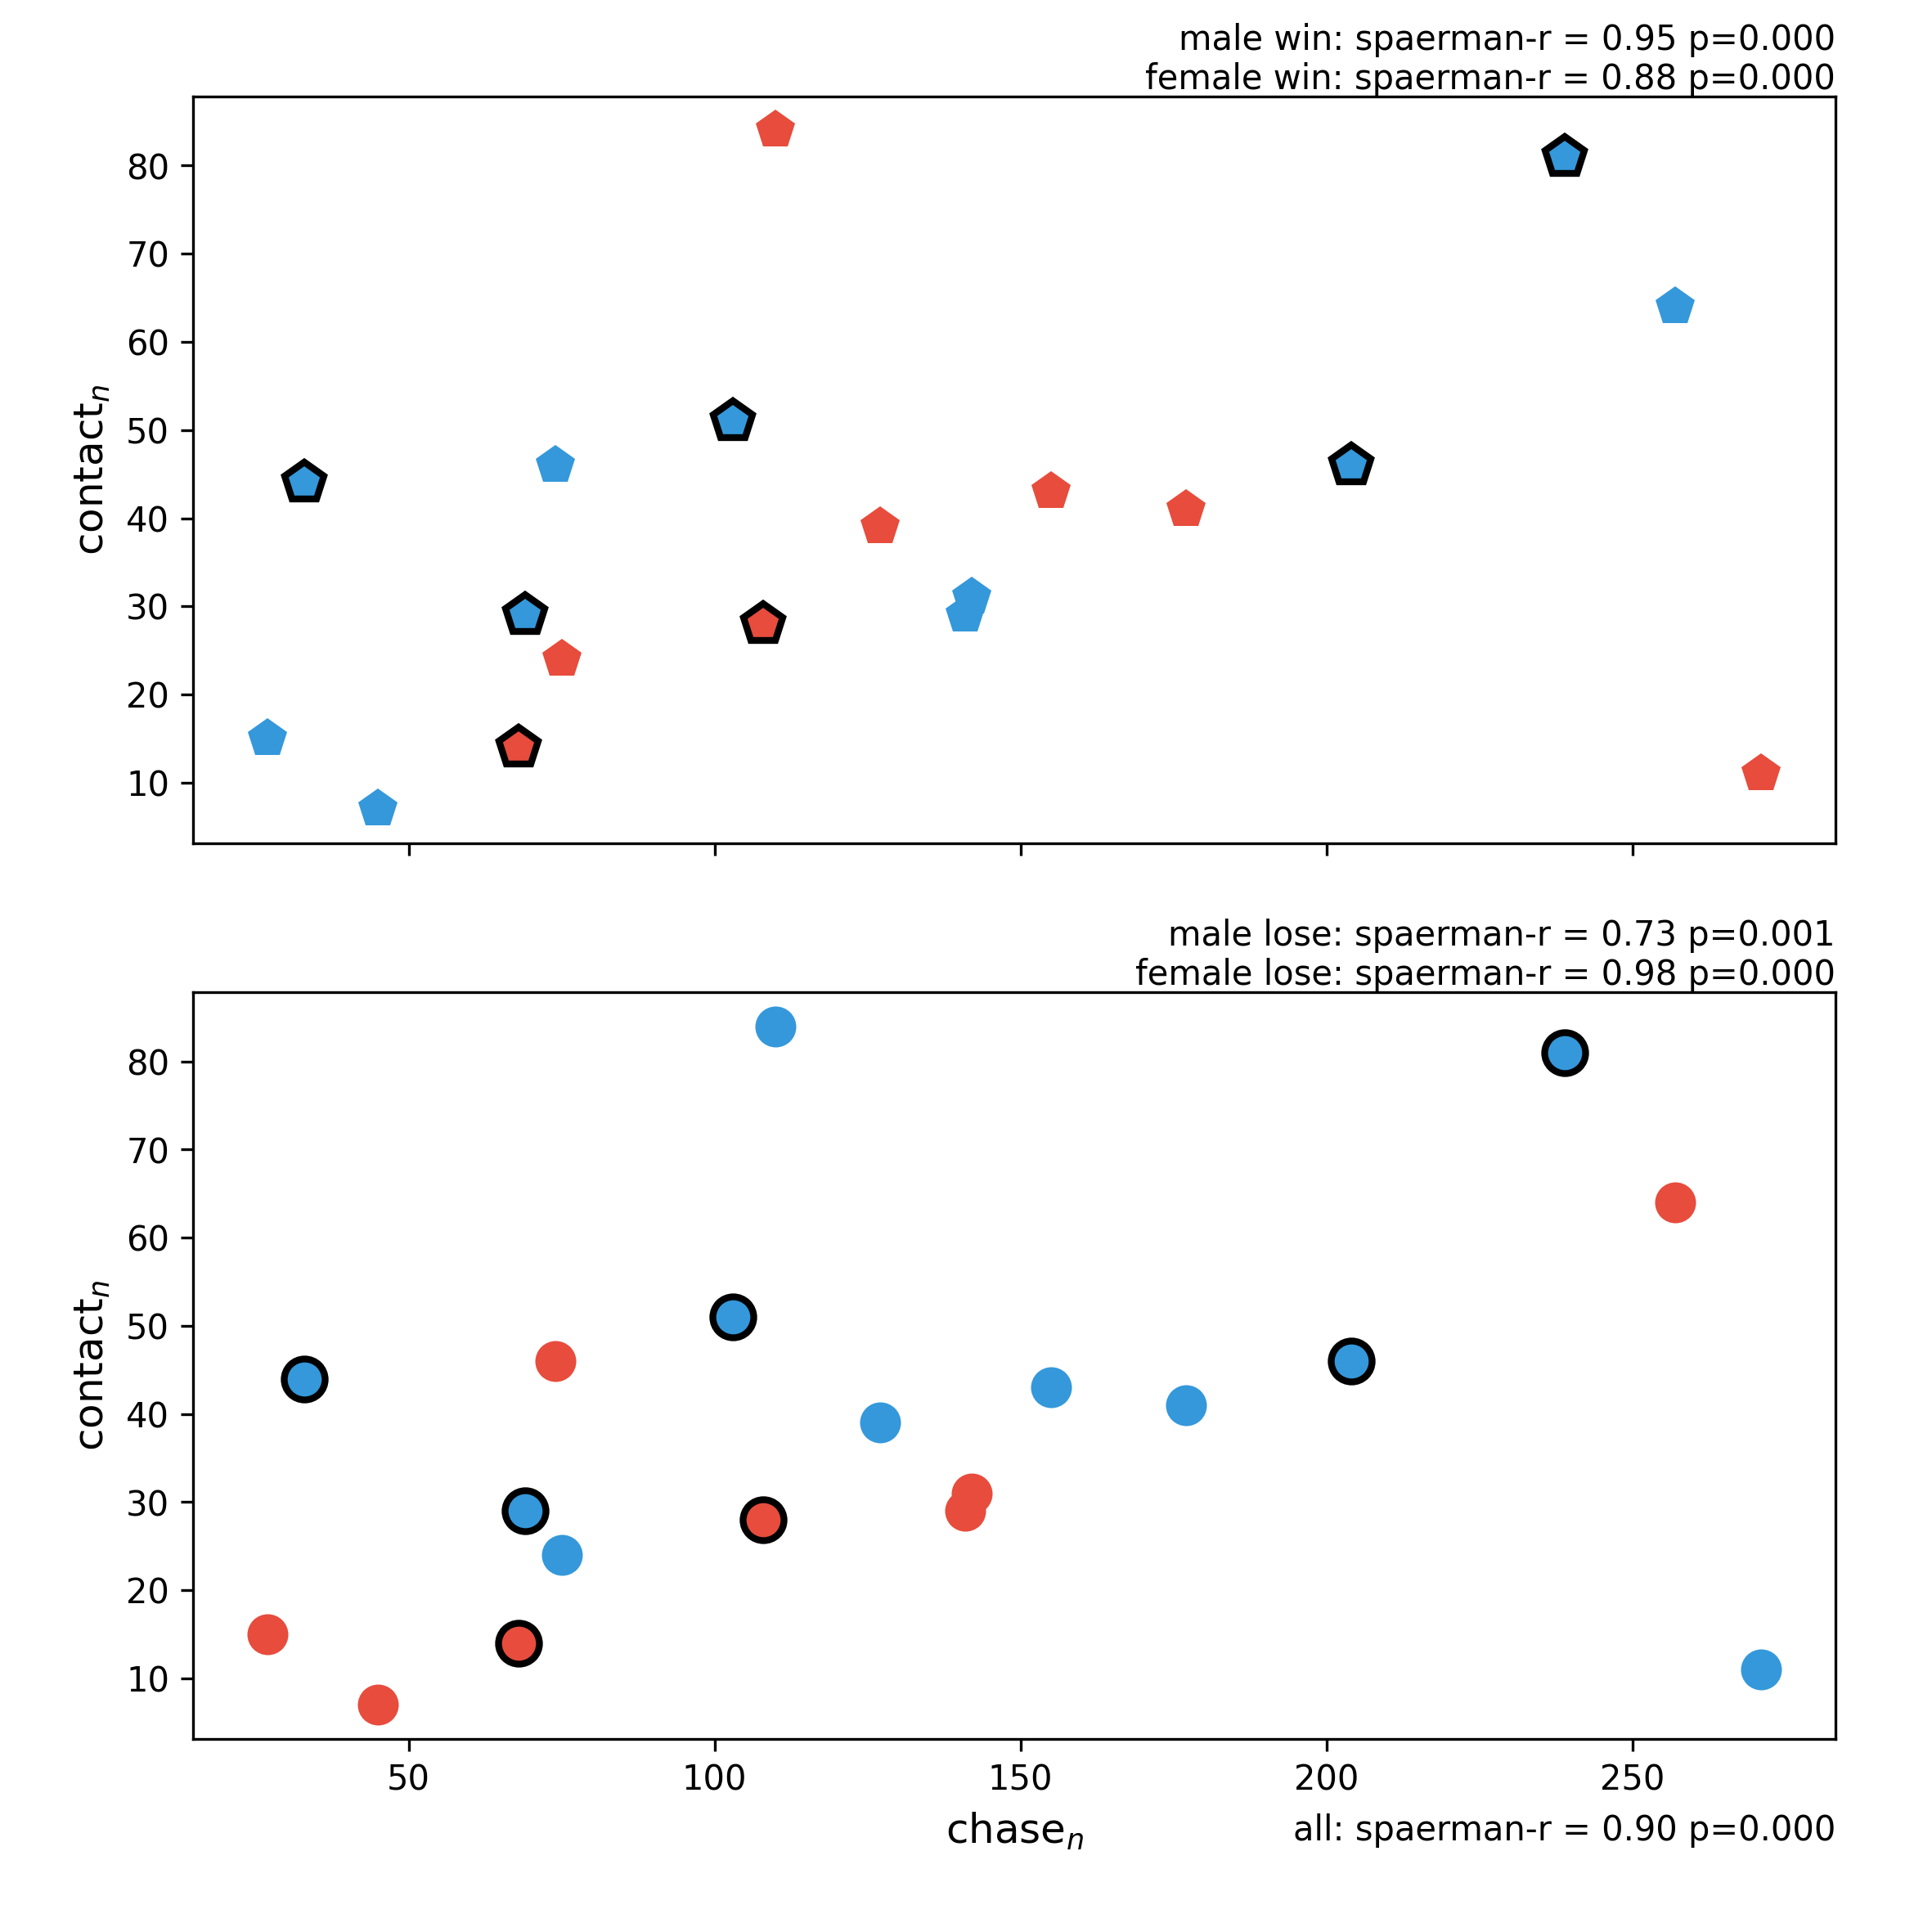 male win: spaerman-r = 0.95 p=0.000
female win: spaerman-r = 0.88 p=0.000
80
70
60
50
40
30
20
10
contactₙ
male lose: spaerman-r = 0.73 p=0.001
female lose: spaerman-r = 0.98 p=0.000
80
70
60
50
40
30
20
10
contactₙ
50 100 150 200 250
chaseₙ
all: spaerman-r = 0.90 p=0.000